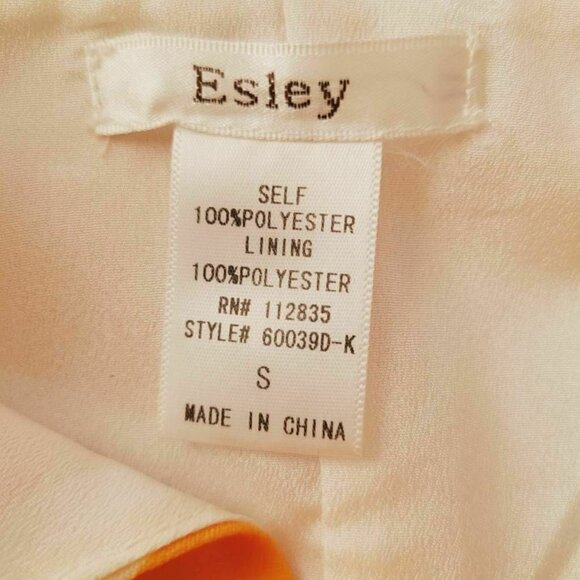 Esley
SELF
100%POLYESTER
LINING
100%POLYESTER
RN# 112835
STYLE# 60039D-K
S
MADE IN CHINA